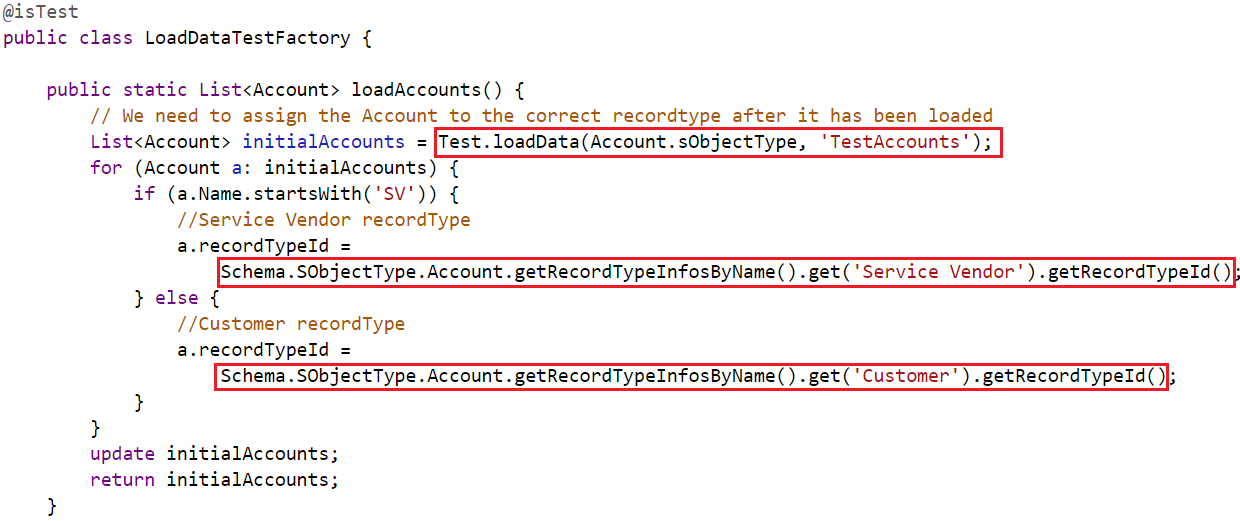 @isTest
public class LoadDataTestFactory {
public static List<Account> loadAccounts() {
// We need to assign the Account to the correct recordtype after it has been loaded
List<Account> initialAccounts = Test.loadData(Account.sObjectType, 'TestAccounts');
for (Account a: initialAccounts) {
if (a.Name.startsWith('SV')) {
//Service Vendor recordType
a.recordTypeId =
Schema.SObjectType.Account.getRecordTypeInfosByName().get('Service Vendor').getRecordTypeId();
} else {
//Customer recordType
a.recordTypeId =
Schema.SObjectType.Account.getRecordTypeInfosByName().get('Customer').getRecordTypeId();
}
}
update initialAccounts;
return initialAccounts;
}